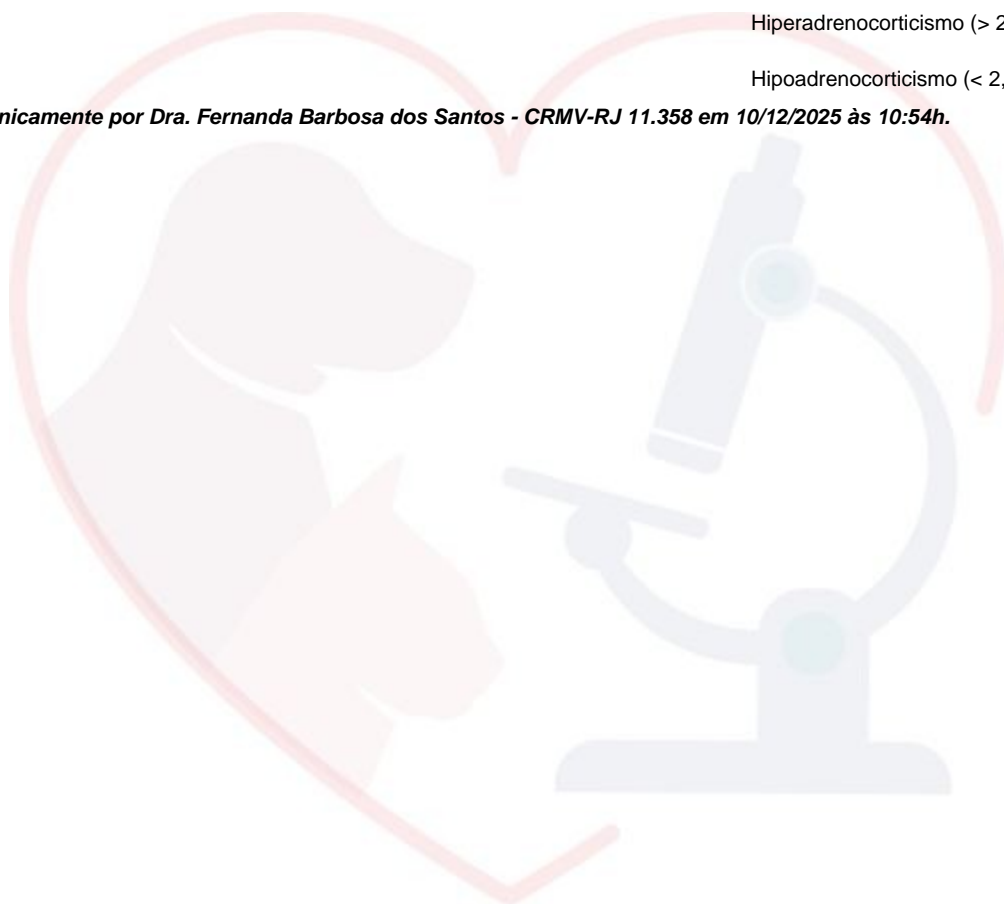 Hiperadrenocorticismo (> 2
Hipoadrenocorticismo (< 2,
nicamente por Dra. Fernanda Barbosa dos Santos - CRMV-RJ 11.358 em 10/12/2025 às 10:54h.